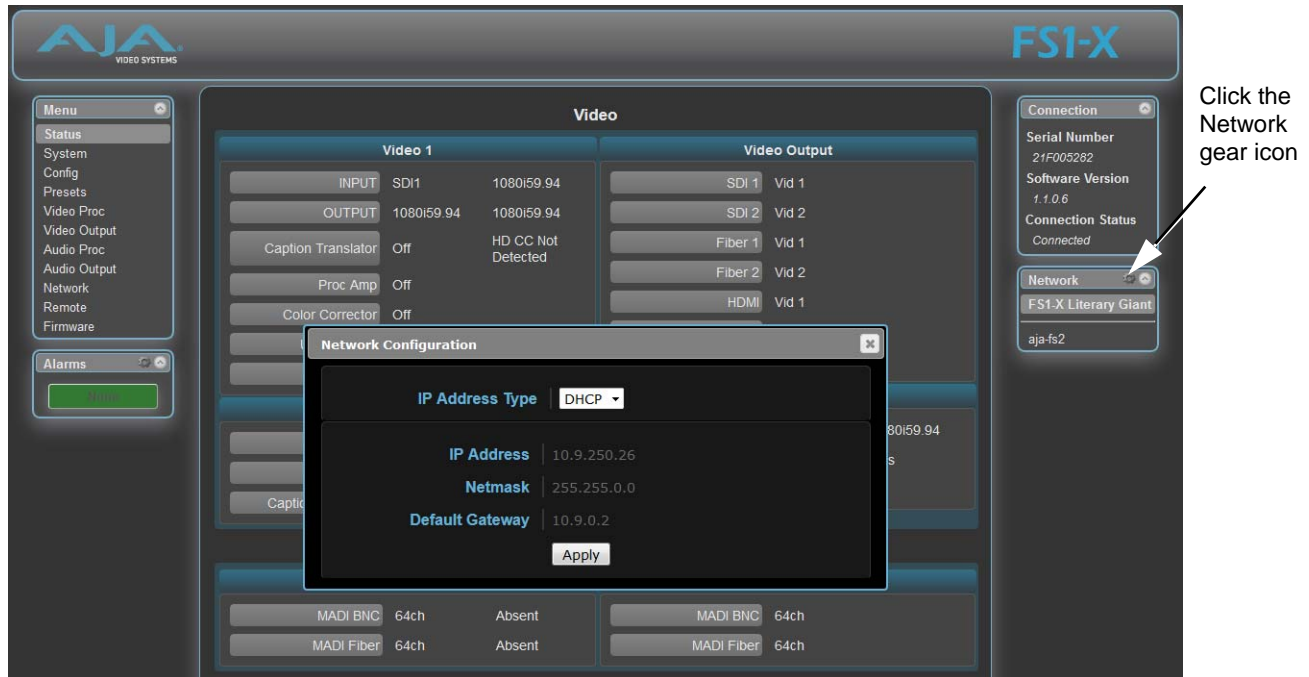 AJA
VIDEO SYSTEMS
FS1-X
Click the
Network
gear icon
Menu
Status
System
Config
Presets
Video Proc
Video Output
Audio Proc
Audio Output
Network
Remote
Firmware
Alarms
None
Video
Video 1
INPUT SDI1 1080i59.94
OUTPUT 1080i59.94 1080i59.94
Caption Translator Off HD CC Not
Detected
Proc Amp Off
Color Corrector Off
Video Output
SDI 1 Vid 1
SDI 2 Vid 2
Fiber 1 Vid 1
Fiber 2 Vid 2
HDMI Vid 1
Connection
Serial Number
21F005282
Software Version
1.1.0.6
Connection Status
Connected
Network
FS1-X Literary Giant
aja-fs2
Network Configuration
IP Address Type DHCP
IP Address 10.9.250.26
Netmask 255.255.0.0
Default Gateway 10.9.0.2
Apply
MADI BNC 64ch Absent
MADI Fiber 64ch Absent
MADI BNC 64ch
MADI Fiber 64ch